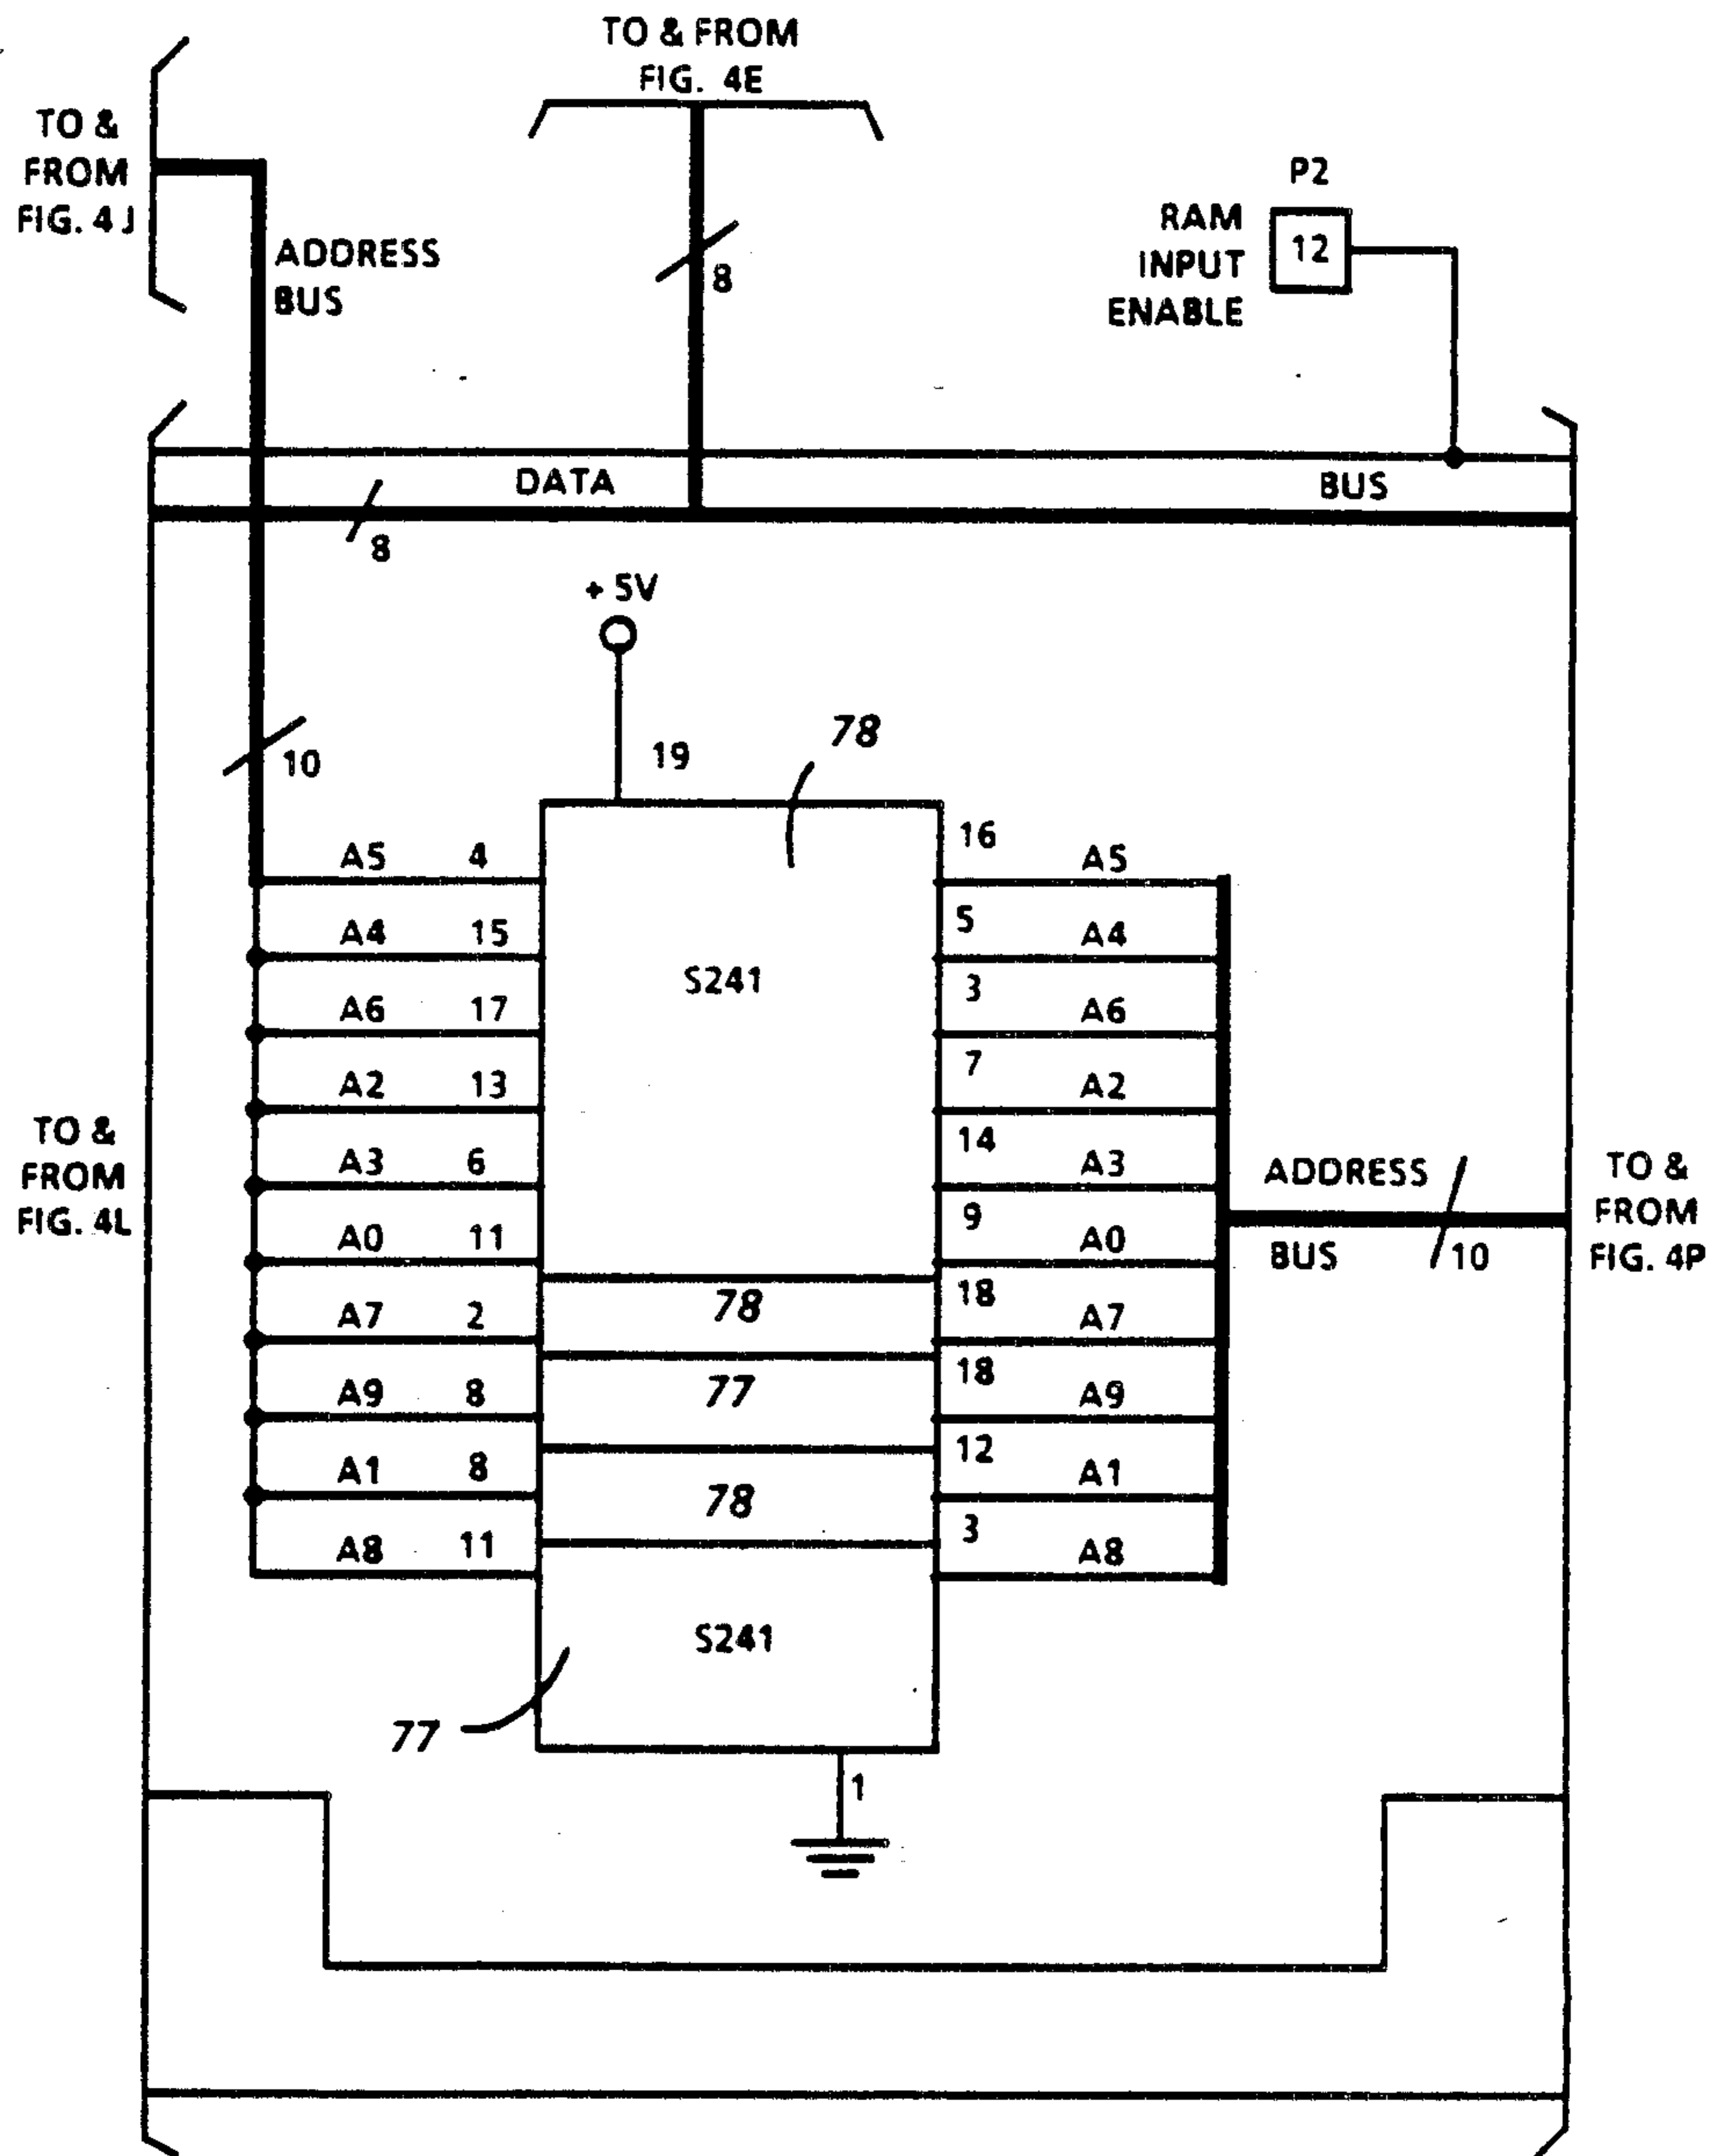 TO & FROM
FIG. 4E
TO &
FROM
FIG. 4J
ADDRESS
BUS
8
P2
RAM
INPUT
ENABLE
12
DATA
BUS
8
+ 5V
10
19
78
A5 4
16 A5
A4 15
5 A4
S241
A6 17
3 A6
A2 13
7 A2
A3 6
14 A3
A0 11
9 A0
A7 2
78
18 A7
A9 8
77
18 A9
A1 8
78
12 A1
A8 11
3 A8
S241
77
1
TO &
FROM
FIG. 4L
ADDRESS
BUS
10
TO &
FROM
FIG. 4P